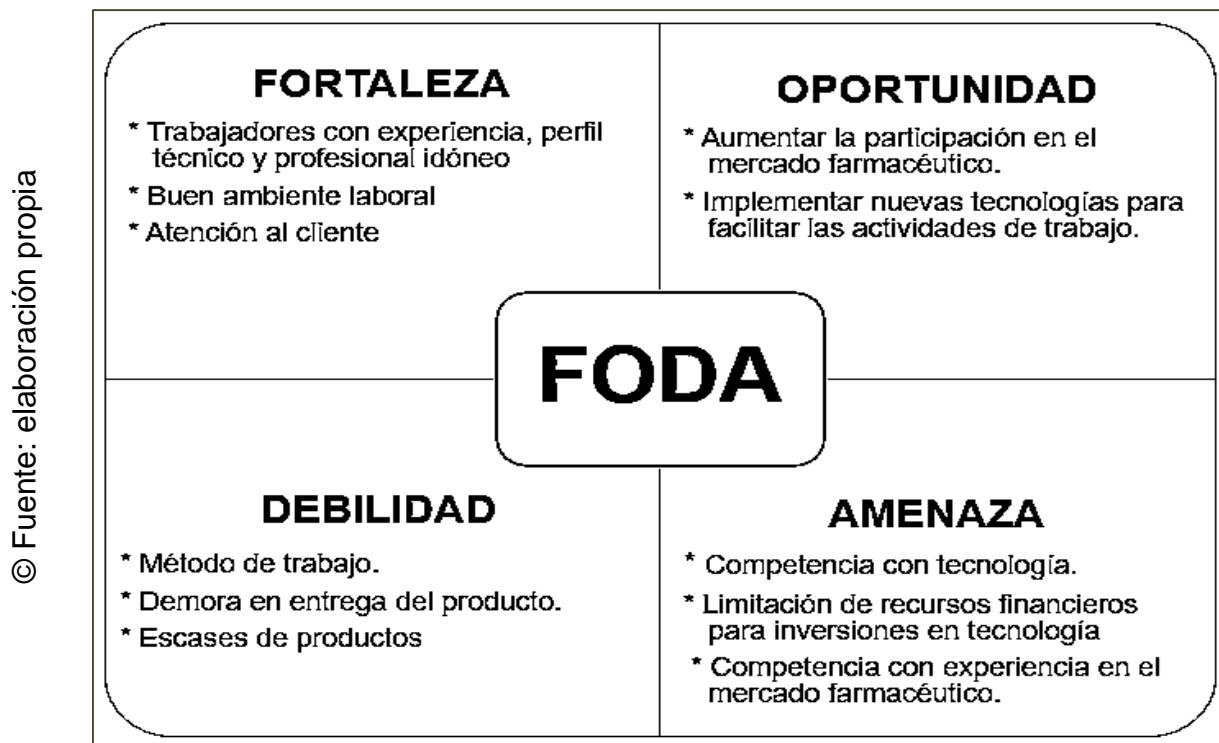 © Fuente: elaboración propia
FORTALEZA
* Trabajadores con experiencia, perfil
técnico y profesional idóneo
* Buen ambiente laboral
* Atención al cliente
OPORTUNIDAD
* Aumentar la participación en el
mercado farmacéutico.
* Implementar nuevas tecnologías para
facilitar las actividades de trabajo.
FODA
DEBILIDAD
* Método de trabajo.
* Demora en entrega del producto.
* Escases de productos
AMENAZA
* Competencia con tecnología.
* Limitación de recursos financieros
para inversiones en tecnología
* Competencia con experiencia en el
mercado farmacéutico.